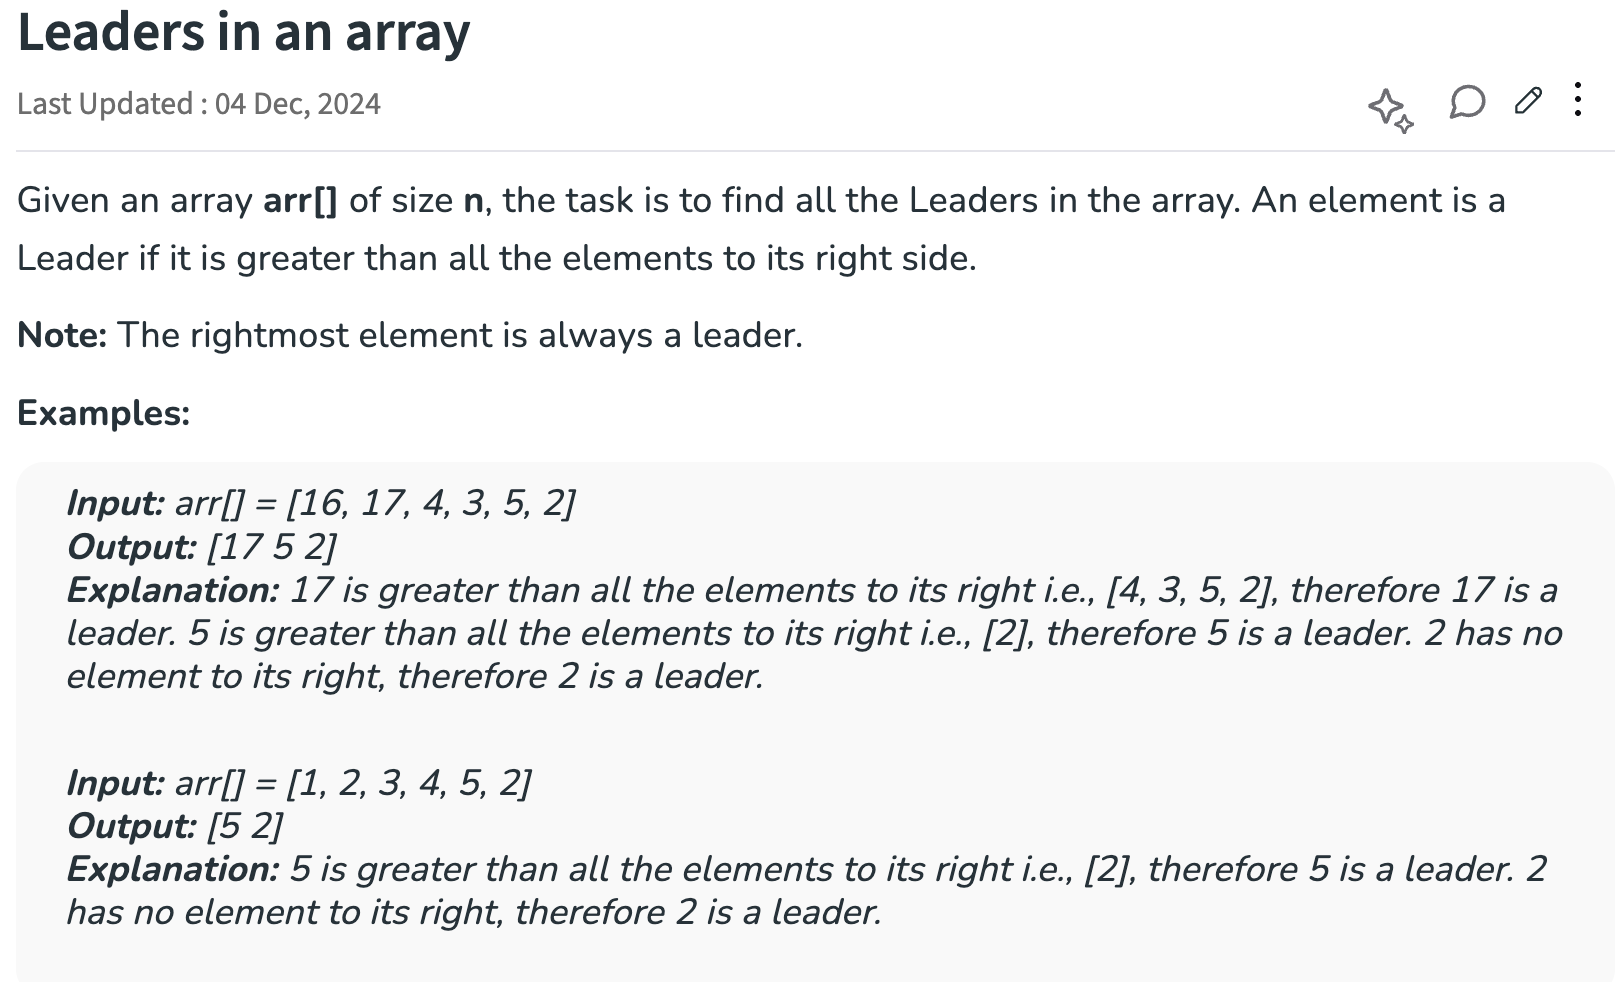 Leaders in an array
Last Updated : 04 Dec, 2024
Given an array arr[] of size n, the task is to find all the Leaders in the array. An element is a
Leader if it is greater than all the elements to its right side.
Note: The rightmost element is always a leader.
Examples:
Input: arr[] = [16, 17, 4, 3, 5, 2]
Output: [17 5 2]
Explanation: 17 is greater than all the elements to its right i.e., [4, 3, 5, 2], therefore 17 is a
leader. 5 is greater than all the elements to its right i.e., [2], therefore 5 is a leader. 2 has no
element to its right, therefore 2 is a leader.
Input: arr[] = [1, 2, 3, 4, 5, 2]
Output: [5 2]
Explanation: 5 is greater than all the elements to its right i.e., [2], therefore 5 is a leader. 2
has no element to its right, therefore 2 is a leader.